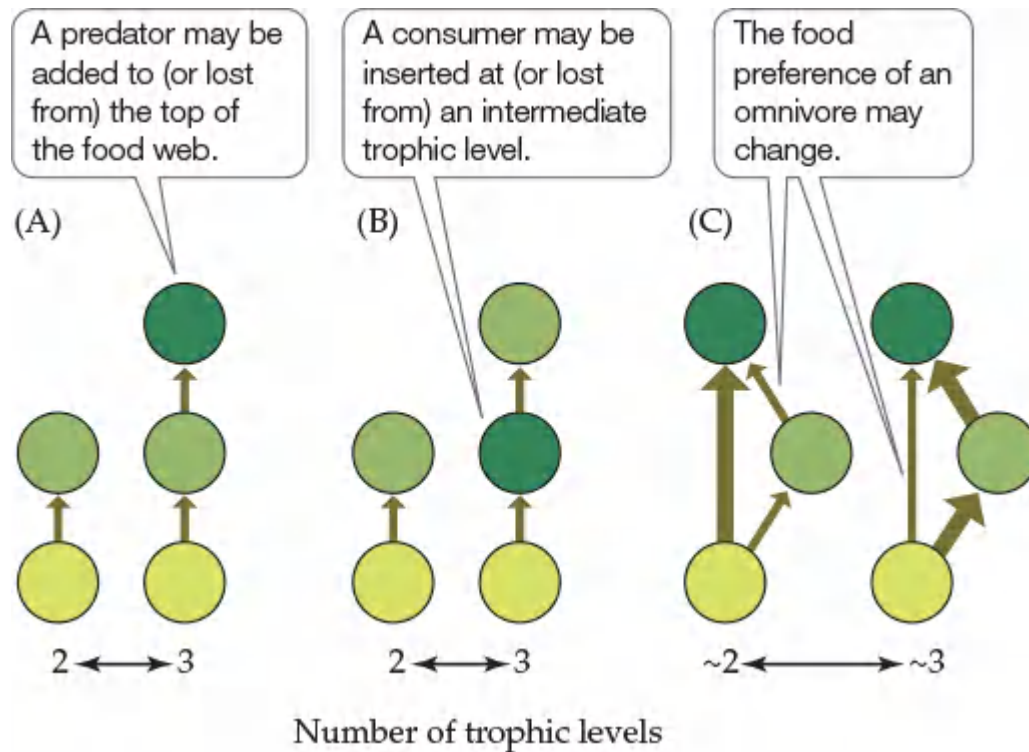 A predator may be
added to (or lost
from) the top of
the food web.
A consumer may be
inserted at (or lost
from) an intermediate
trophic level.
The food
preference of an
omnivore may
change.
(A)
(B)
(C)
2 3
2 3
~2 ~3
Number of trophic levels